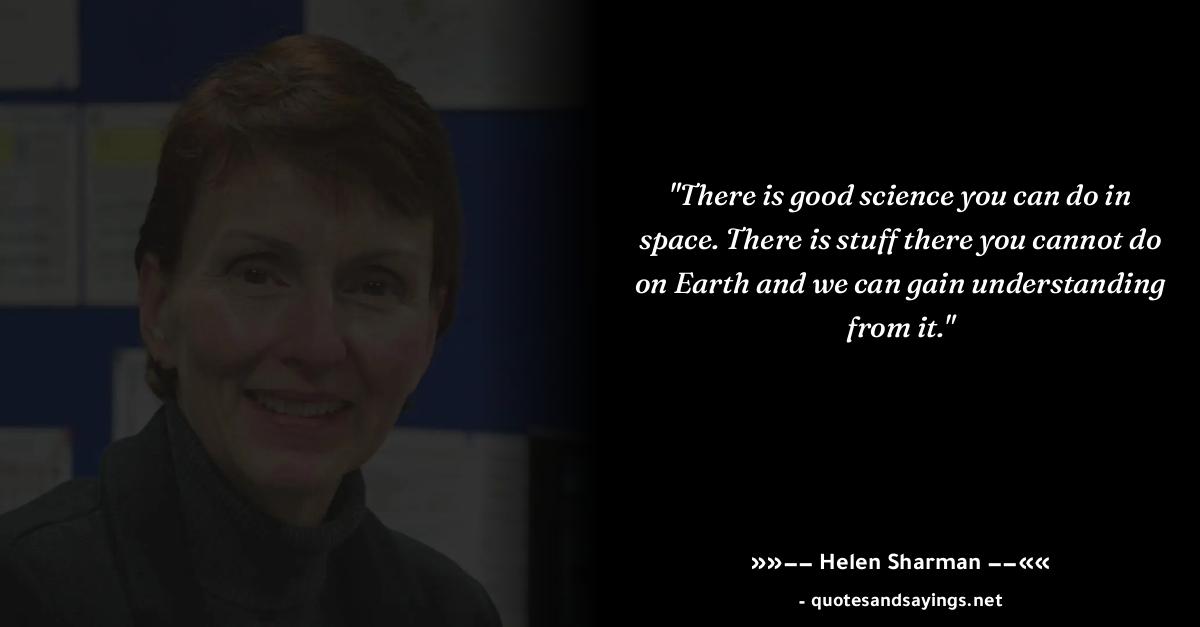 "There is good science you can do in
space. There is stuff there you cannot do
on Earth and we can gain understanding
from it."
»»−− Helen Sharman −−««
- quotesandsayings.net